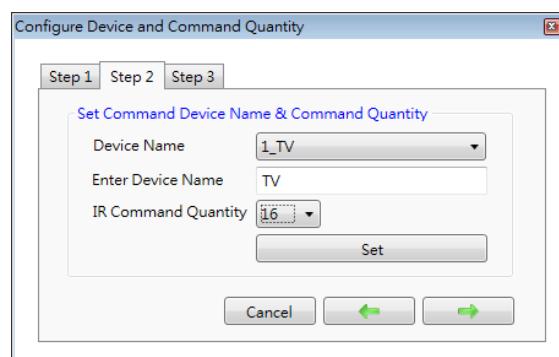 Configure Device and Command Quantity
Step 1 Step 2 Step 3
Set Command Device Name & Command Quantity
Device Name 1_TV
Enter Device Name TV
IR Command Quantity 16
Set
Cancel